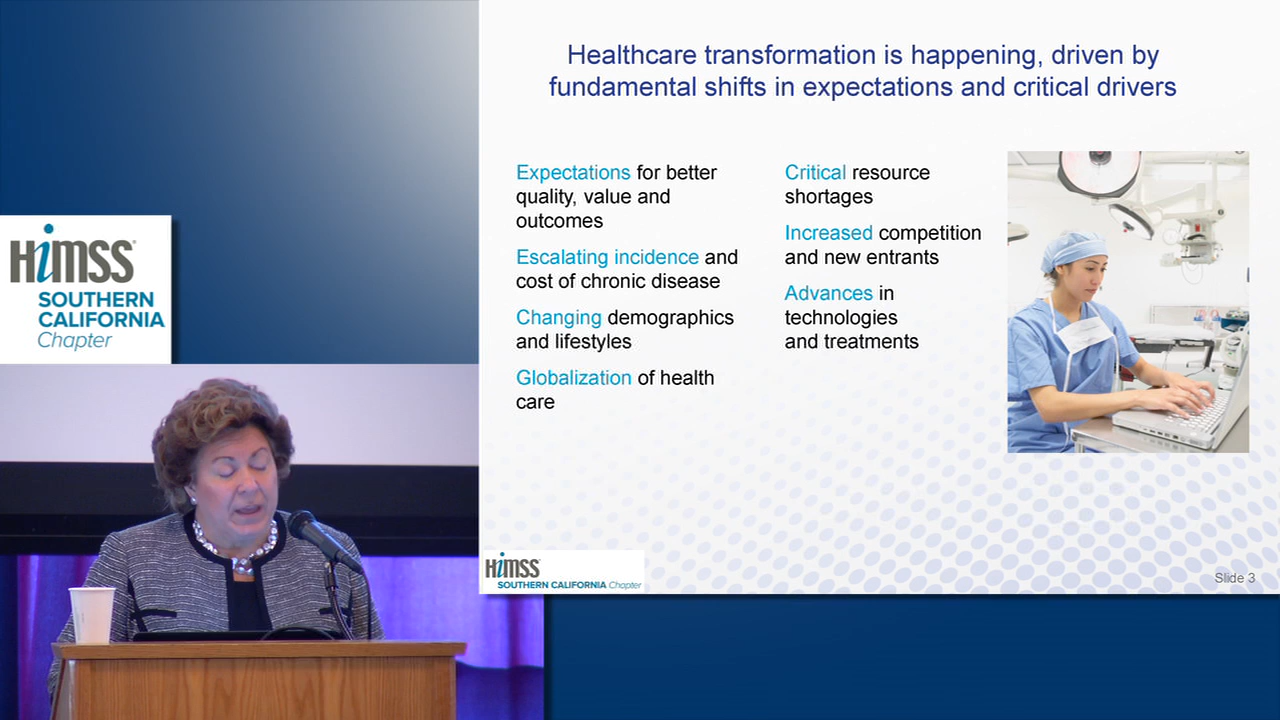 Healthcare transformation is happening, driven by
fundamental shifts in expectations and critical drivers
HiMSS
SOUTHERN
CALIFORNIA
Chapter
Expectations for better
quality, value and
outcomes
Escalating incidence and
cost of chronic disease
Changing demographics
and lifestyles
Globalization of health
care
Critical resource
shortages
Increased competition
and new entrants
Advances in
technologies
and treatments
HiMSS
SOUTHERN CALIFORNIA Chapter
Slide 3